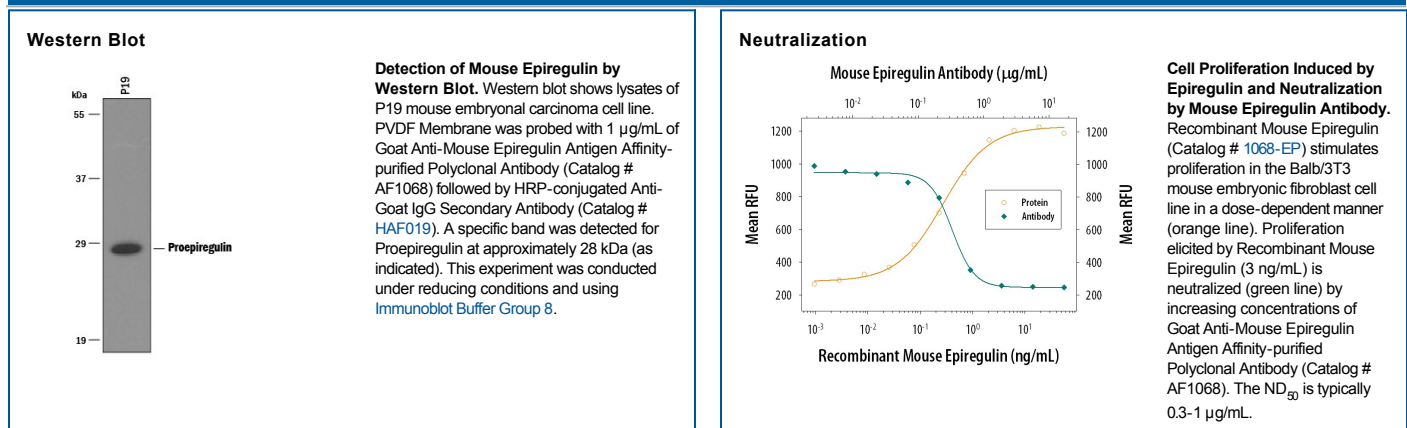 Western Blot
P19
kDa
55
37
29
Proepiregulin
19
Detection of Mouse Epiregulin by
Western Blot. Western blot shows lysates of
P19 mouse embryonal carcinoma cell line.
PVDF Membrane was probed with 1 µg/mL of
Goat Anti-Mouse Epiregulin Antigen Affinity-
purified Polyclonal Antibody (Catalog #
AF1068) followed by HRP-conjugated Anti-
Goat IgG Secondary Antibody (Catalog #
HAF019). A specific band was detected for
Proepiregulin at approximately 28 kDa (as
indicated). This experiment was conducted
under reducing conditions and using
Immunoblot Buffer Group 8.
Neutralization
Mouse Epiregulin Antibody (µg/mL)
10⁻² 10⁻¹ 10⁰ 10¹
1200 1200
1000 1000
800 800
600 600
400 400
200 200
Mean RFU
Mean RFU
Protein
Antibody
10⁻³ 10⁻² 10⁻¹ 10⁰ 10¹
Recombinant Mouse Epiregulin (ng/mL)
Cell Proliferation Induced by
Epiregulin and Neutralization
by Mouse Epiregulin Antibody.
Recombinant Mouse Epiregulin
(Catalog # 1068-EP) stimulates
proliferation in the Balb/3T3
mouse embryonic fibroblast cell
line in a dose-dependent manner
(orange line). Proliferation
elicited by Recombinant Mouse
Epiregulin (3 ng/mL) is
neutralized (green line) by
increasing concentrations of
Goat Anti-Mouse Epiregulin
Antigen Affinity-purified
Polyclonal Antibody (Catalog #
AF1068). The ND₅₀ is typically
0.3-1 µg/mL.